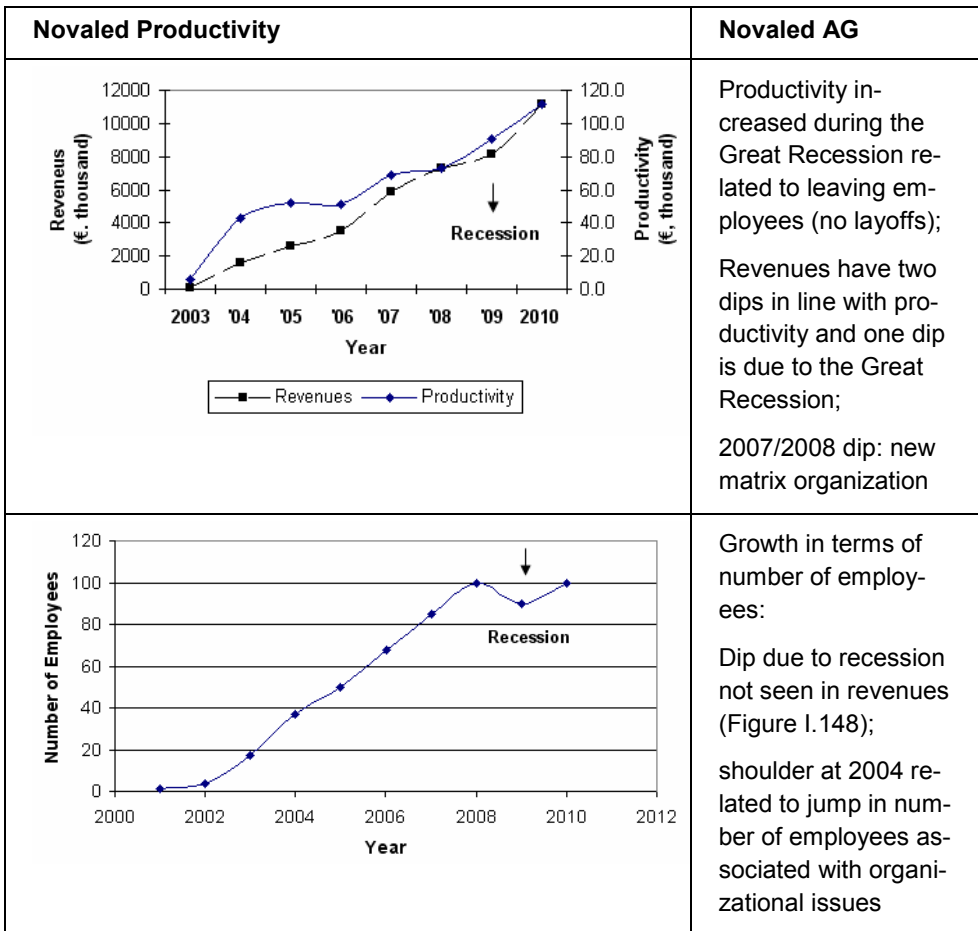 Novaled Productivity
Novaled AG
12000
10000
8000
6000
4000
2000
0
Reveneus
(€. thousand)
120.0
100.0
80.0
60.0
40.0
20.0
0.0
Productivity
(€, thousand)
Recession
2003 '04 '05 '06 '07 '08 '09 2010
Year
Revenues Productivity
Productivity in-
creased during the
Great Recession re-
lated to leaving em-
ployees (no layoffs);
Revenues have two
dips in line with pro-
ductivity and one dip
is due to the Great
Recession;
2007/2008 dip: new
matrix organization
120
100
80
60
40
20
0
Number of Employees
Recession
2000 2002 2004 2006 2008 2010 2012
Year
Growth in terms of
number of employ-
ees:
Dip due to recession
not seen in revenues
(Figure I.148);
shoulder at 2004 re-
lated to jump in num-
ber of employees as-
sociated with organi-
zational issues